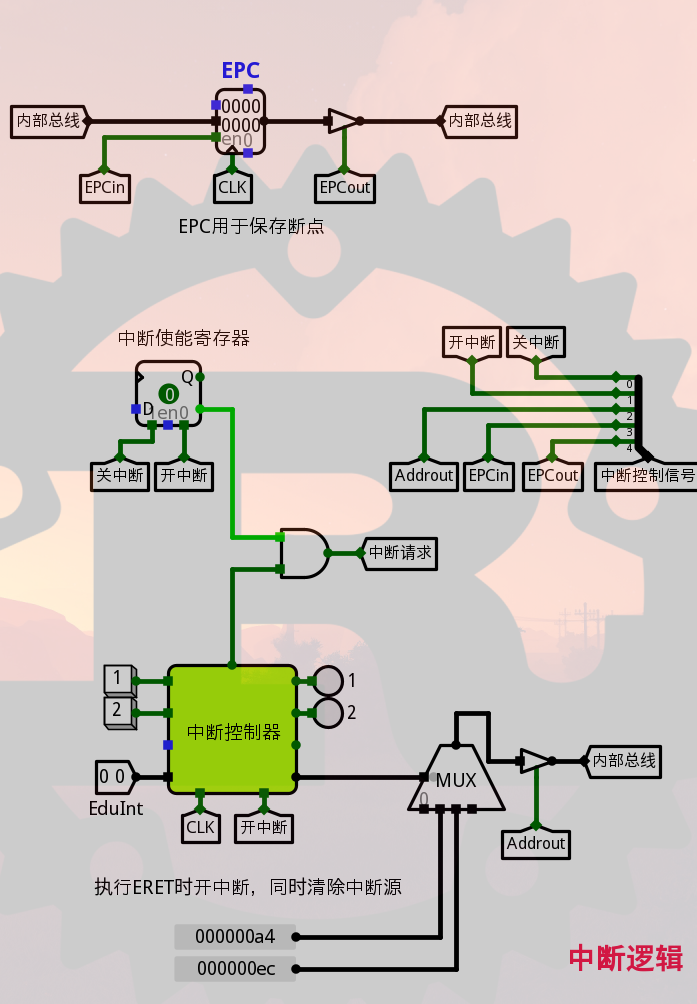 EPC
内部总线
0000
0000
en0
内部总线
EPCin
CLK
EPCout
EPC用于保存断点
中断使能寄存器
开中断
关中断
Q
0
D
1en0
0
1
2
3
4
关中断
开中断
Addrout
EPCin
EPCout
中断控制信号
中断请求
1
1
2
2
中断控制器
0 0
EduInt
MUX
0
内部总线
CLK
开中断
Addrout
执行ERET时开中断，同时清除中断源
000000a4
000000ec
中断逻辑